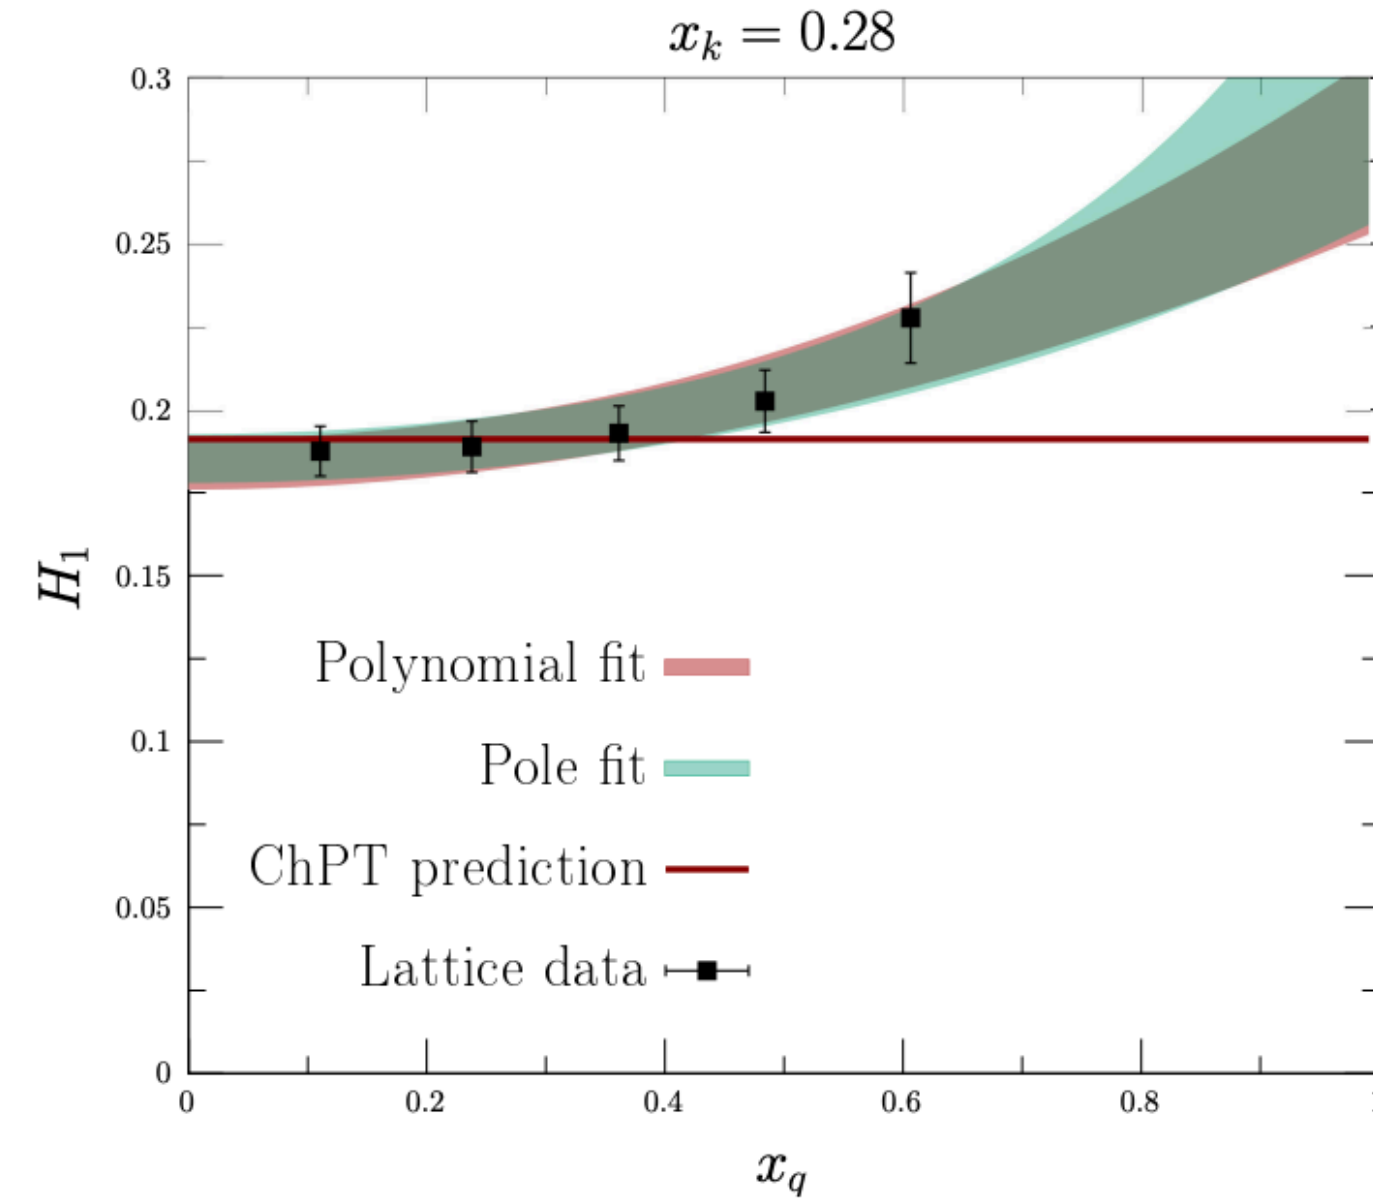 x_k = 0.28
0.3
0.25
0.2
0.15
0.1
0.05
0
H_1
Polynomial fit
Pole fit
ChPT prediction
Lattice data
0 0.2 0.4 0.6 0.8
x_q